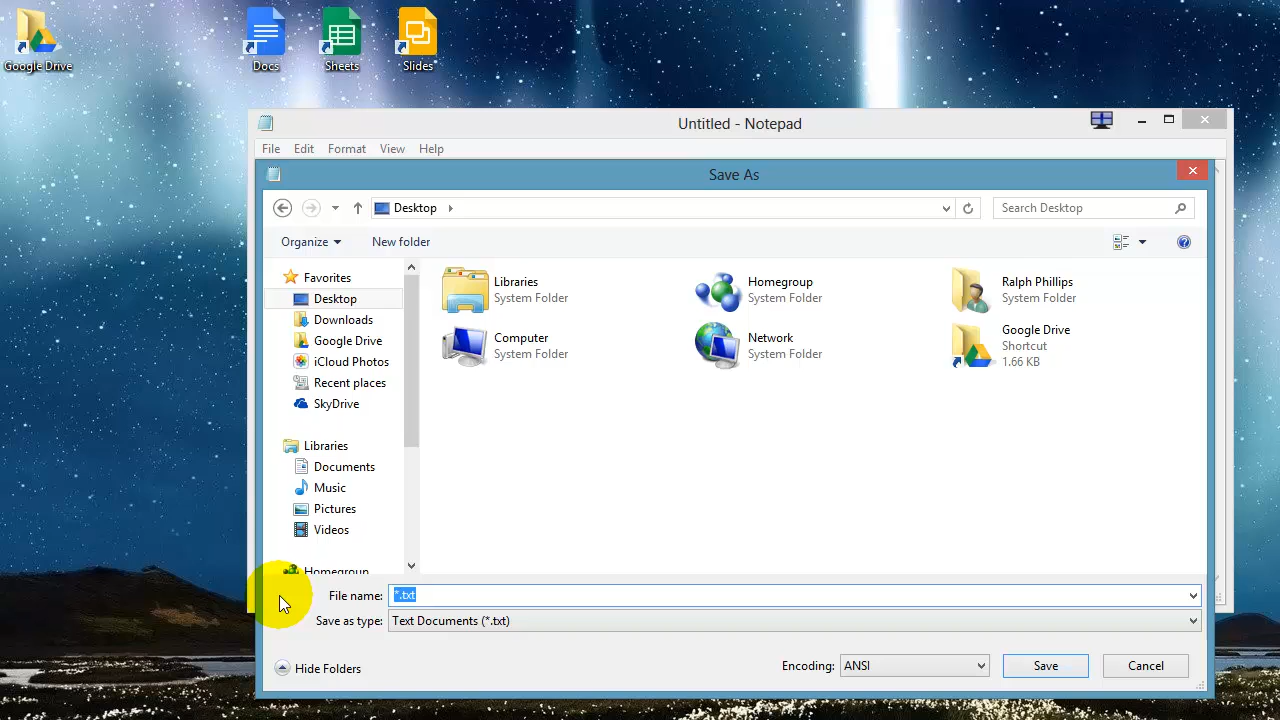 Google Drive
Docs
Sheets
Slides
Untitled - Notepad
File Edit Format View Help
Save As
Desktop
Search Desktop
Organize
New folder
Favorites
Desktop
Downloads
Google Drive
iCloud Photos
Recent places
SkyDrive
Libraries
Documents
Music
Pictures
Videos
Homegroup
Libraries
System Folder
Homegroup
System Folder
Ralph Phillips
System Folder
Computer
System Folder
Network
System Folder
Google Drive
Shortcut
1.66 KB
File name: *.txt
Save as type: Text Documents (*.txt)
Hide Folders
Encoding: ANSI
Save
Cancel